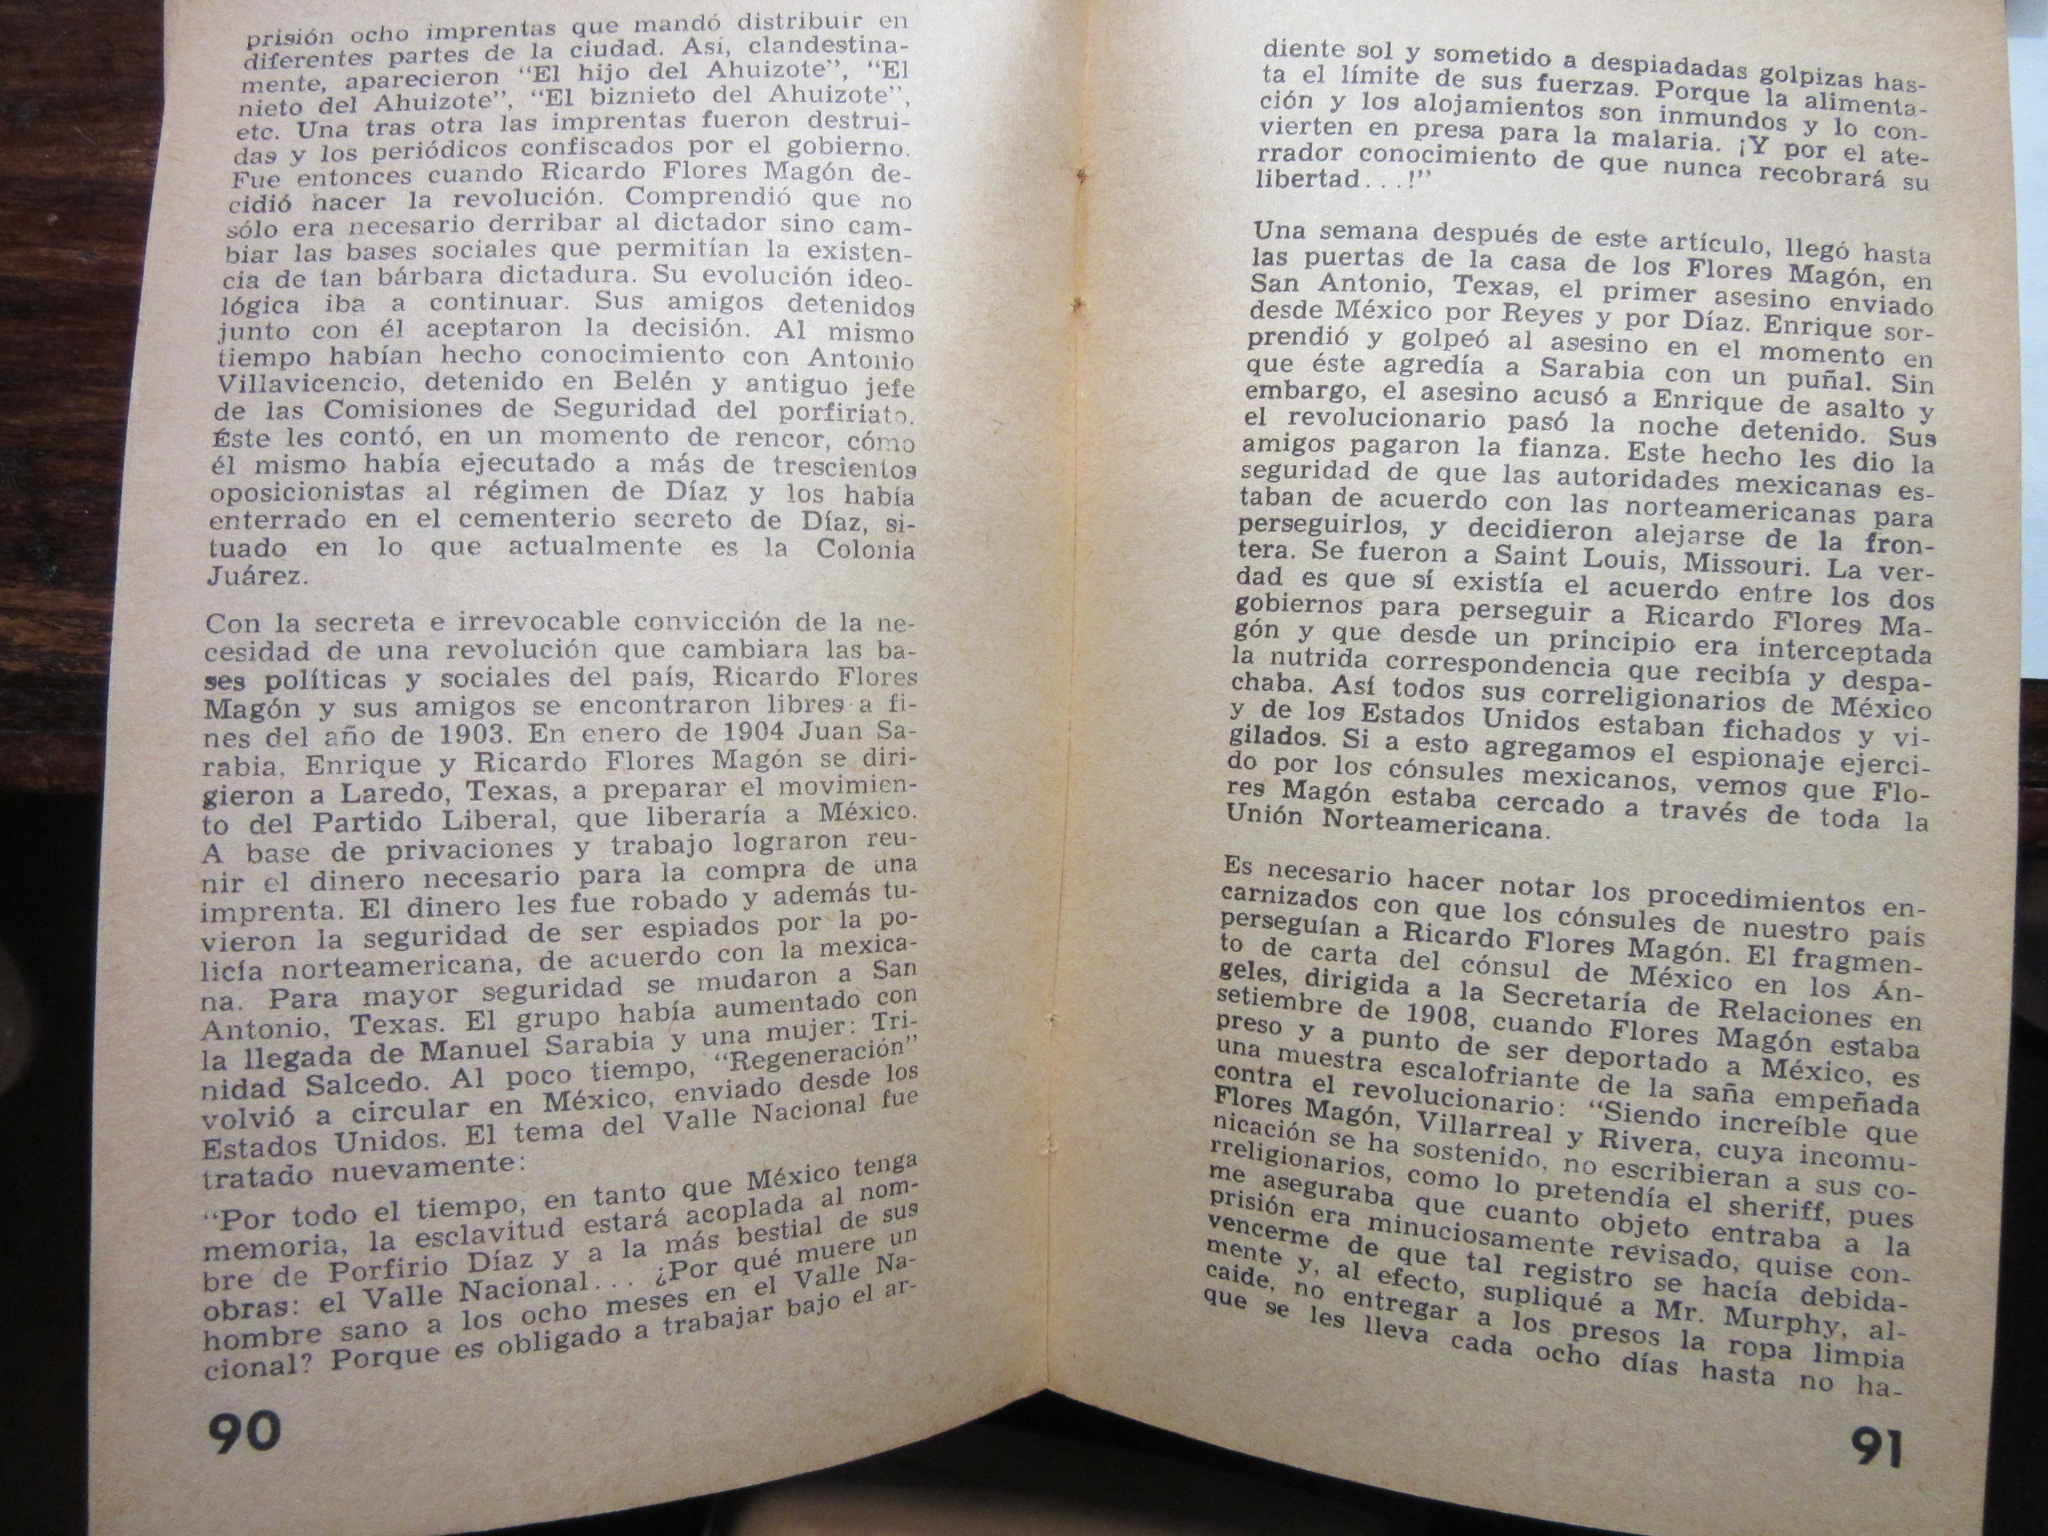 prisión ocho imprentas que mandó distribuir en
diferentes partes de la ciudad. Así, clandestina-
mente, aparecieron “El hijo del Ahuizote”, “El
nieto del Ahuizote”, “El biznieto del Ahuizote”,
etc. Una tras otra las imprentas fueron destrui-
das y los periódicos confiscados por el gobierno.
Fue entonces cuando Ricardo Flores Magón de-
cidió hacer la revolución. Comprendió que no
sólo era necesario derribar al dictador sino cam-
biar las bases sociales que permitían la existen-
cia de tan bárbara dictadura. Su evolución ideo-
lógica iba a continuar. Sus amigos detenidos
junto con él aceptaron la decisión. Al mismo
tiempo habían hecho conocimiento con Antonio
Villavicencio, detenido en Belén y antiguo jefe
de las Comisiones de Seguridad del porfiriato.
Éste les contó, en un momento de rencor, cómo
él mismo había ejecutado a más de trescientos
oposicionistas al régimen de Díaz y los había
enterrado en el cementerio secreto de Díaz, si-
tuado en lo que actualmente es la Colonia
Juárez.
Con la secreta e irrevocable convicción de la ne-
cesidad de una revolución que cambiara las ba-
ses políticas y sociales del país, Ricardo Flores
Magón y sus amigos se encontraron libres a fi-
nes del año de 1903. En enero de 1904 Juan Sa-
rabia, Enrique y Ricardo Flores Magón se diri-
gieron a Laredo, Texas, a preparar el movimien-
to del Partido Liberal, que liberaría a México.
A base de privaciones y trabajo lograron reu-
nir el dinero necesario para la compra de una
imprenta. El dinero les fue robado y además tu-
vieron la seguridad de ser espiados por la po-
licía norteamericana, de acuerdo con la mexica-
na. Para mayor seguridad se mudaron a San
Antonio, Texas. El grupo había aumentado con
la llegada de Manuel Sarabia y una mujer: Tri-
nidad Salcedo. Al poco tiempo, “Regeneración”
volvió a circular en México, enviado desde los
Estados Unidos. El tema del Valle Nacional fue
tratado nuevamente:
“Por todo el tiempo, en tanto que México tenga
memoria, la esclavitud estará acoplada al nom-
bre de Porfirio Díaz y a la más bestial de sus
obras: el Valle Nacional... ¿Por qué muere un
hombre sano a los ocho meses en el Valle Na-
cional? Porque es obligado a trabajar bajo el ar-
90
diente sol y sometido a despiadadas golpizas has-
ta el límite de sus fuerzas. Porque la alimenta-
ción y los alojamientos son inmundos y lo con-
vierten en presa para la malaria. ¡Y por el ate-
rrador conocimiento de que nunca recobrará su
libertad...!”
Una semana después de este artículo, llegó hasta
las puertas de la casa de los Flores Magón, en
San Antonio, Texas, el primer asesino enviado
desde México por Reyes y por Díaz. Enrique sor-
prendió y golpeó al asesino en el momento en
que éste agredía a Sarabia con un puñal. Sin
embargo, el asesino acusó a Enrique de asalto y
el revolucionario pasó la noche detenido. Sus
amigos pagaron la fianza. Este hecho les dio la
seguridad de que las autoridades mexicanas es-
taban de acuerdo con las norteamericanas para
perseguirlos, y decidieron alejarse de la fron-
tera. Se fueron a Saint Louis, Missouri. La ver-
dad es que sí existía el acuerdo entre los dos
gobiernos para perseguir a Ricardo Flores Ma-
gón y que desde un principio era interceptada
la nutrida correspondencia que recibía y despa-
chaba. Así todos sus correligionarios de México
y de los Estados Unidos estaban fichados y vi-
gilados. Si a esto agregamos el espionaje ejerci-
do por los cónsules mexicanos, vemos que Flo-
res Magón estaba cercado a través de toda la
Unión Norteamericana.
Es necesario hacer notar los procedimientos en-
carnizados con que los cónsules de nuestro país
perseguían a Ricardo Flores Magón. El fragmen-
to de carta del cónsul de México en los Án-
geles, dirigida a la Secretaría de Relaciones en
setiembre de 1908, cuando Flores Magón estaba
preso y a punto de ser deportado a México, es
una muestra escalofriante de la saña empeñada
contra el revolucionario: “Siendo increíble que
Flores Magón, Villarreal y Rivera, cuya incomu-
nicación se ha sostenido, no escribieran a sus co-
rreligionarios, como lo pretendía el sheriff, pues
me aseguraba que cuanto objeto entraba a la
prisión era minuciosamente revisado, quise con-
vencerme de que tal registro se hacía debida-
mente y, al efecto, supliqué a Mr. Murphy, al-
caide, no entregar a los presos la ropa limpia
que se les lleva cada ocho días hasta no ha-
91